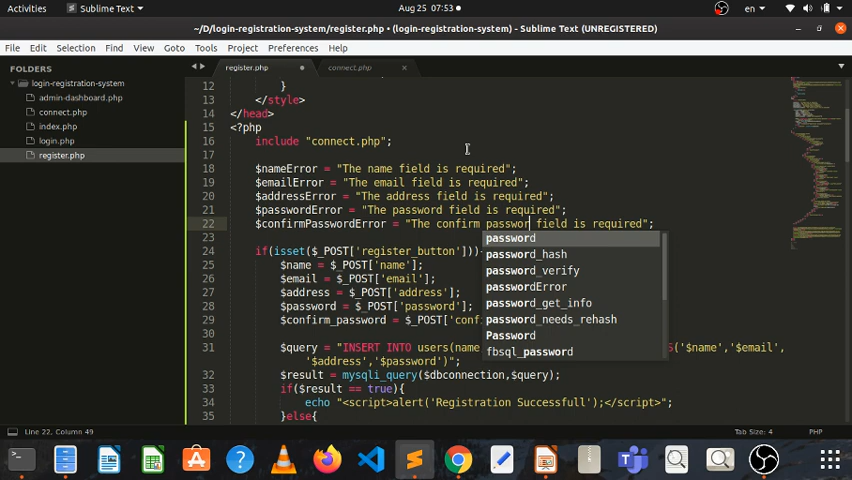 Activities Sublime Text Aug 25 07:53 en
~/D/login-registration-system/register.php • (login-registration-system) - Sublime Text (UNREGISTERED)
File Edit Selection Find View Goto Tools Project Preferences Help
FOLDERS
login-registration-system
admin-dashboard.php
connect.php
index.php
login.php
register.php
register.php connect.php
12 }
13 </style>
14 </head>
15 <?php
16 include "connect.php";
17
18 $nameError = "The name field is required";
19 $emailError = "The email field is required";
20 $addressError = "The address field is required";
21 $passwordError = "The password field is required";
22 $confirmPasswordError = "The confirm passwor field is required";
23
24 if(isset($_POST['register_button']))
25 $name = $_POST['name'];
26 $email = $_POST['email'];
27 $address = $_POST['address'];
28 $password = $_POST['password'];
29 $confirm_password = $_POST['conf
30
31 $query = "INSERT INTO users(name S('$name','$email',
'$address','$password')";
32 $result = mysqli_query($dbconnection,$query);
33 if($result == true){
34 echo "<script>alert('Registration Successfull');</script>";
35 }else{
password
password_hash
password_verify
passwordError
password_get_info
password_needs_rehash
Password
fbsql_password
Line 22, Column 49 Tab Size: 4 PHP